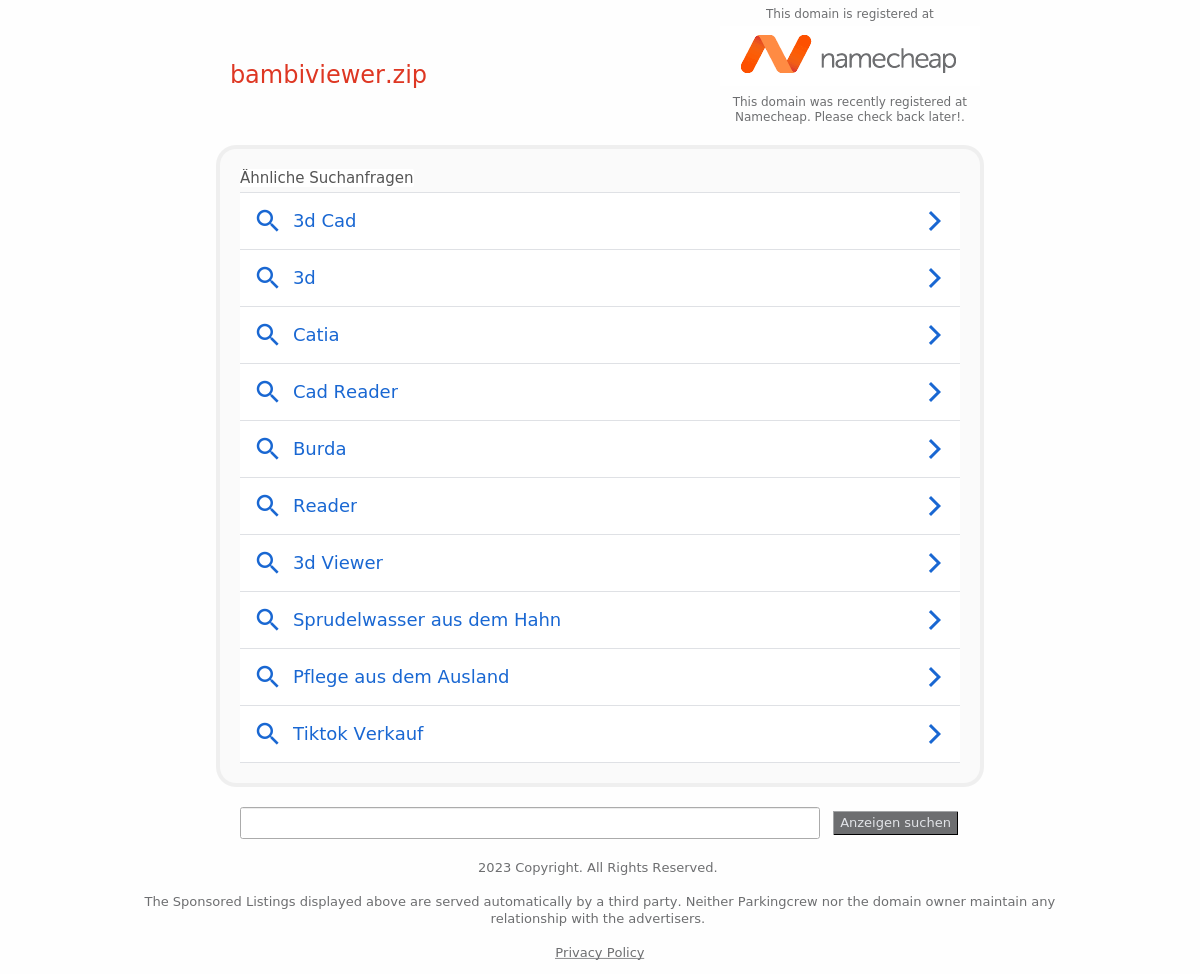 This domain is registered at
namecheap
bambiviewer.zip
This domain was recently registered at
Namecheap. Please check back later!.
Ähnliche Suchanfragen
3d Cad
3d
Catia
Cad Reader
Burda
Reader
3d Viewer
Sprudelwasser aus dem Hahn
Pflege aus dem Ausland
Tiktok Verkauf
Anzeigen suchen
2023 Copyright. All Rights Reserved.
The Sponsored Listings displayed above are served automatically by a third party. Neither Parkingcrew nor the domain owner maintain any
relationship with the advertisers.
Privacy Policy